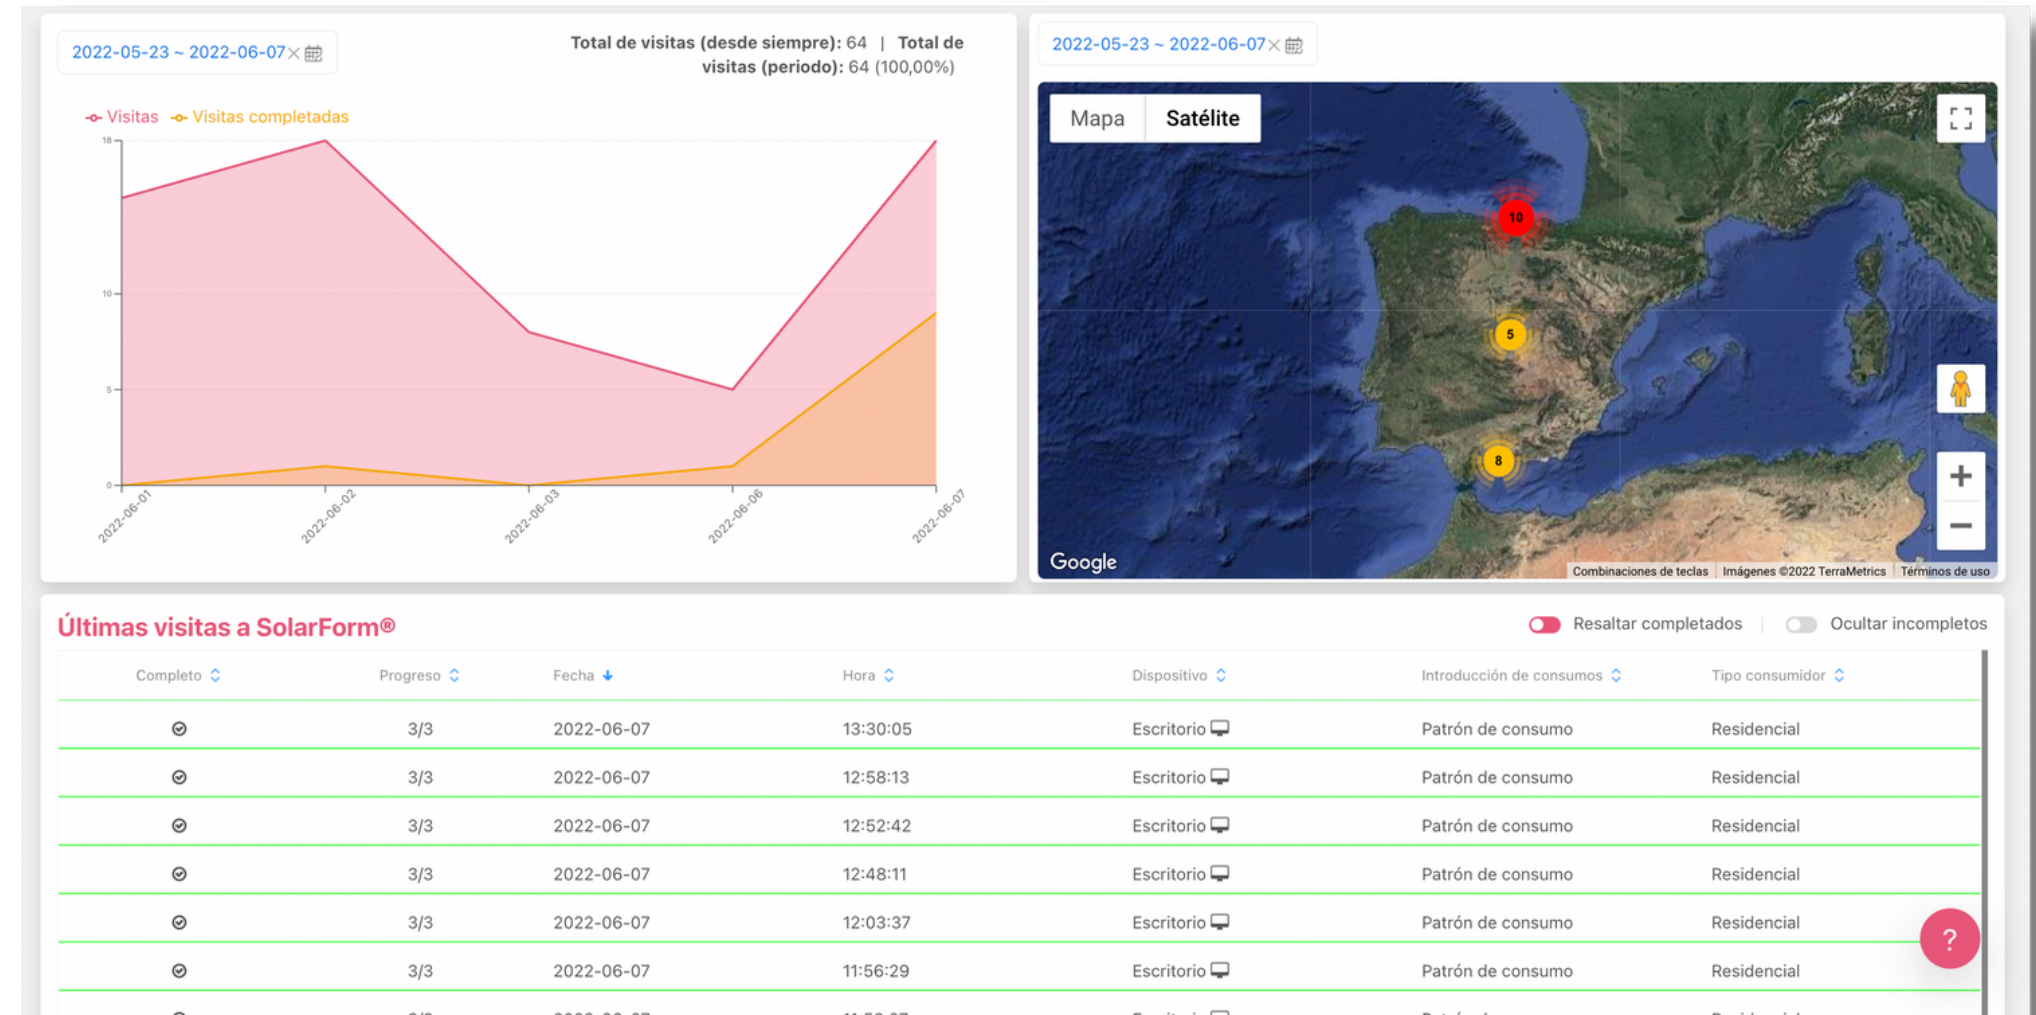 2022-05-23 ~ 2022-06-07
Total de visitas (desde siempre): 64 | Total de
visitas (periodo): 64 (100,00%)
Visitas Visitas completadas
18
10
5
0
2022-06-01 2022-06-02 2022-06-03 2022-06-06 2022-06-07
2022-05-23 ~ 2022-06-07
Mapa Satélite
10
5
8
Google
Combinaciones de teclas Imágenes ©2022 TerraMetrics Términos de uso
Últimas visitas a SolarForm®
Resaltar completados Ocultar incompletos
Completo Progreso Fecha Hora Dispositivo Introducción de consumos Tipo consumidor
3/3 2022-06-07 13:30:05 Escritorio Patrón de consumo Residencial
3/3 2022-06-07 12:58:13 Escritorio Patrón de consumo Residencial
3/3 2022-06-07 12:52:42 Escritorio Patrón de consumo Residencial
3/3 2022-06-07 12:48:11 Escritorio Patrón de consumo Residencial
3/3 2022-06-07 12:03:37 Escritorio Patrón de consumo Residencial
?
3/3 2022-06-07 11:56:29 Escritorio Patrón de consumo Residencial